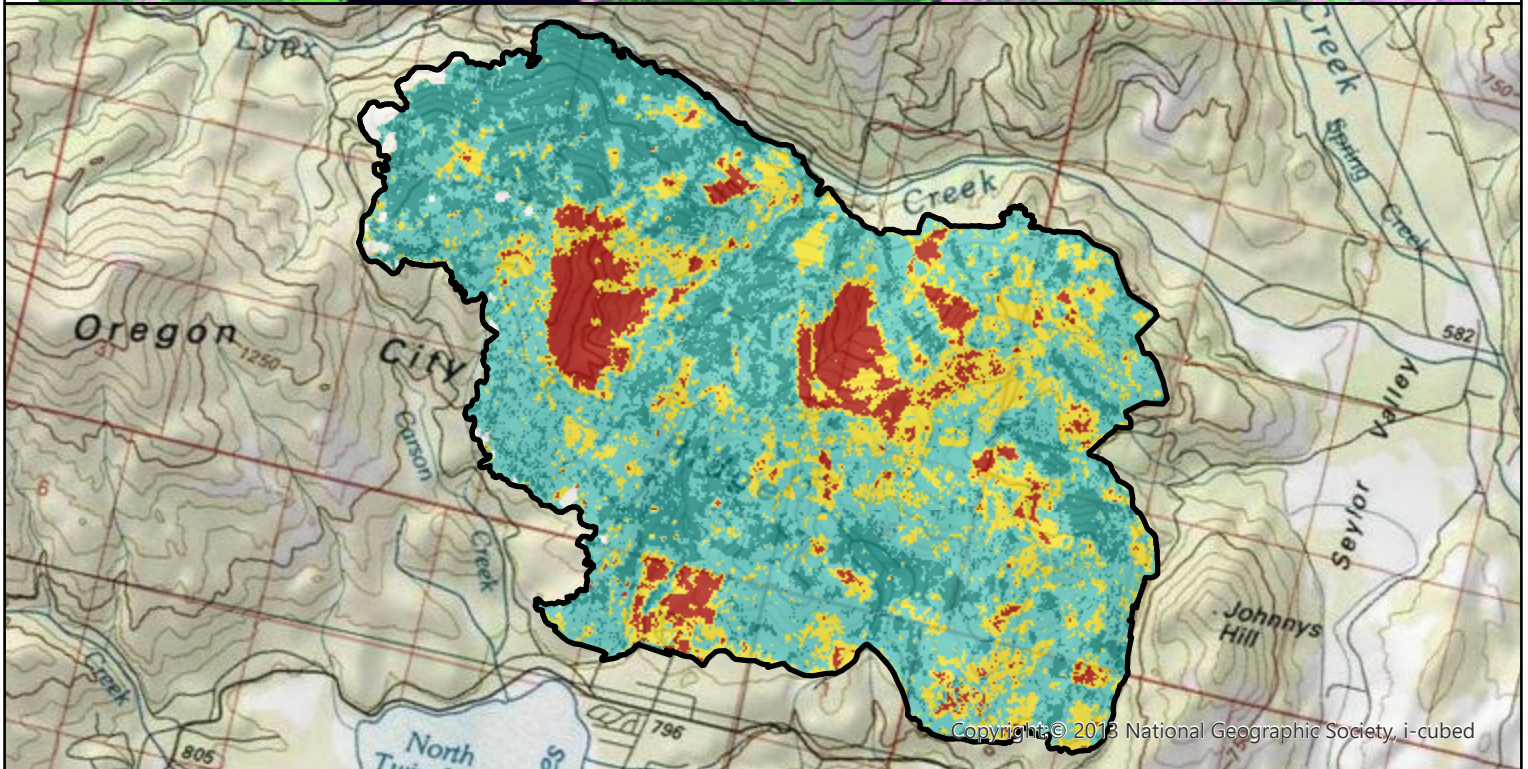 Lynx
Creek
750
Spring
Creek
Creek
Oregon
1250
City
582
Valley
Carson
Creek
Seylor
6
Johnnys
Hill
Creek
North
796
805
Copyright:© 2013 National Geographic Society, i-cubed